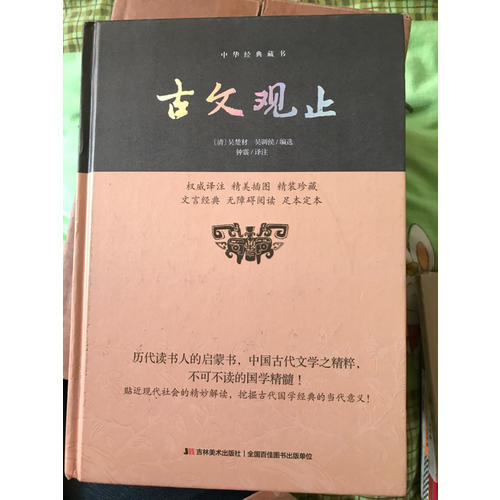 中华经典藏书
古文观止
〔清〕吴楚材 吴调侯/编选
钟雷/译注
权威译注 精美插图 精装珍藏
文言经典 无障碍阅读 足本定本
历代读书人的启蒙书，中国古代文学之精粹，
不可不读的国学精髓！
贴近现代社会的精妙解读，挖掘古代国学经典的当代意义！
吉林美术出版社 | 全国百佳图书出版单位